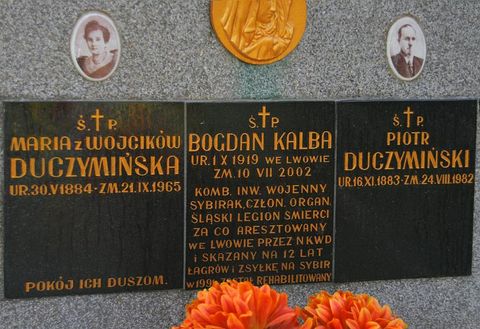 Ś. P.
MARIA z WOJCIKÓW
DUCZYMIŃSKA
UR. 30.V 1884 - ZM. 21.IX.1965
POKÓJ ICH DUSZOM.
Ś. P.
BOGDAN KALBA
UR. I X 1919 WE LWOWIE
ZM. 10 VII 2002
KOMB. INW. WOJENNY
SYBIRAK, CZŁON. ORGAN.
ŚLĄSKI LEGION ŚMIERCI
ZA CO ARESZTOWANY
WE LWOWIE PRZEZ NKWD
I SKAZANY NA 12 LAT
ŁAGRÓW I ZSYŁKĘ NA SYBIR
ZOSTAŁ REHABILITOWANY
Ś. P.
PIOTR
DUCZYMIŃSKI
UR. 16.XI.1883 - ZM. 24.VIII.1982